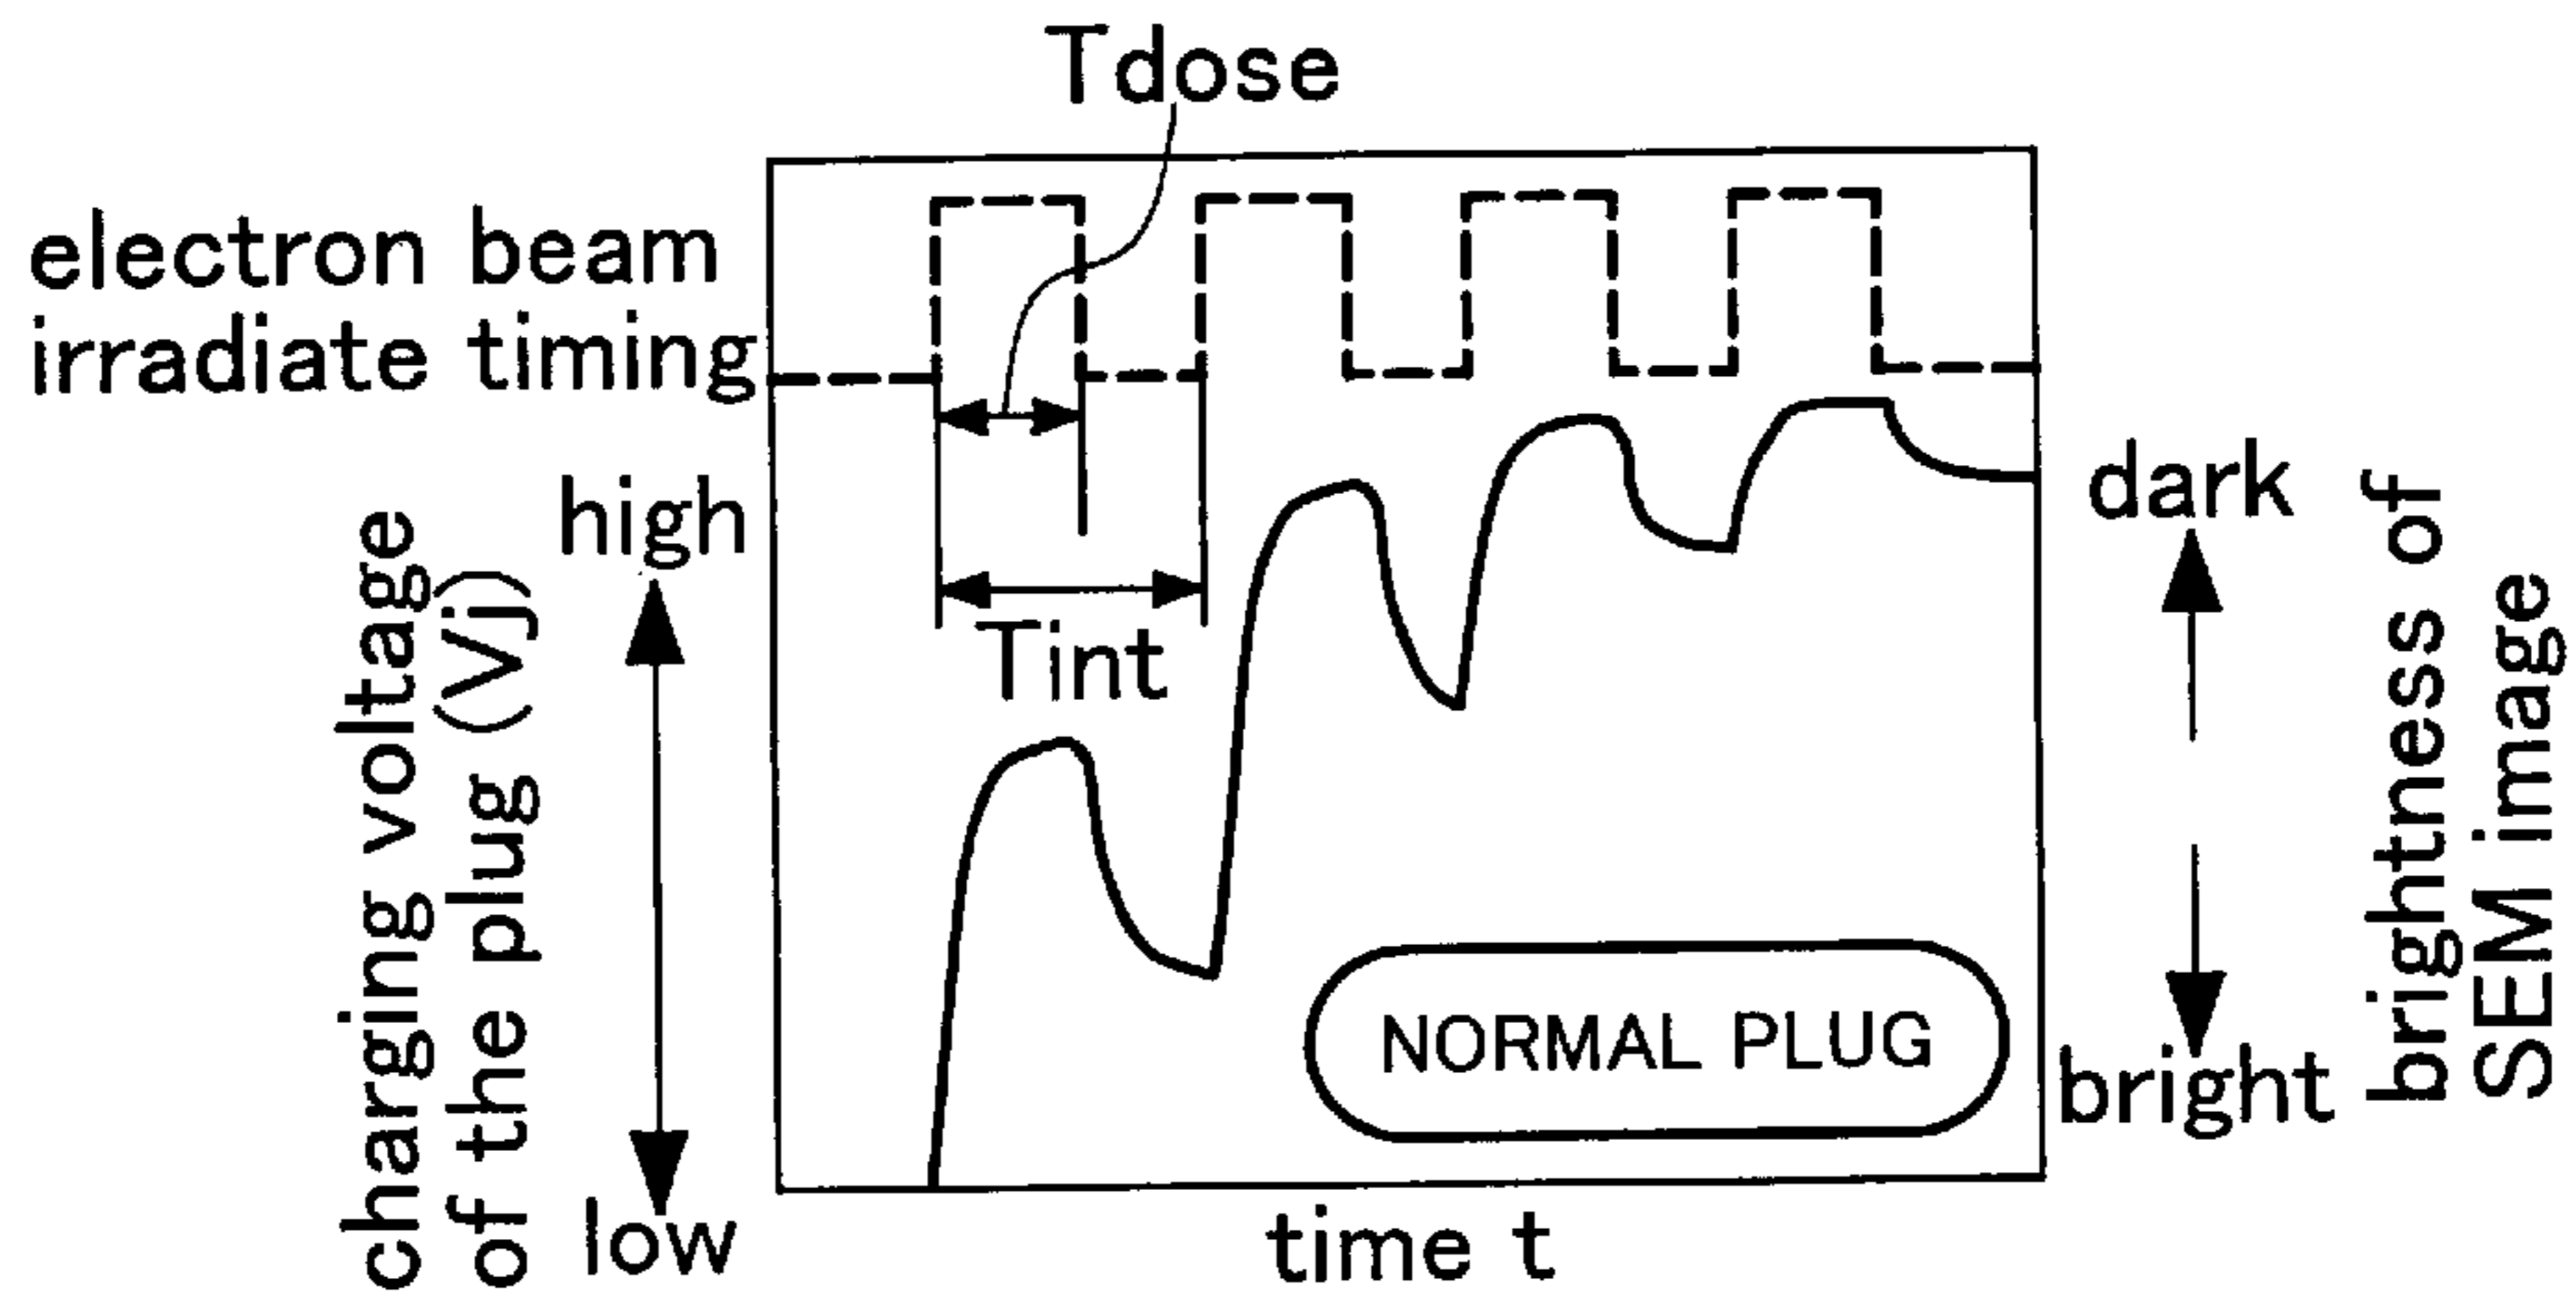 Tdose
electron beam
irradiate timing
high
charging voltage
of the plug (Vj)
low
Tint
NORMAL PLUG
time t
dark
bright
brightness of
SEM image